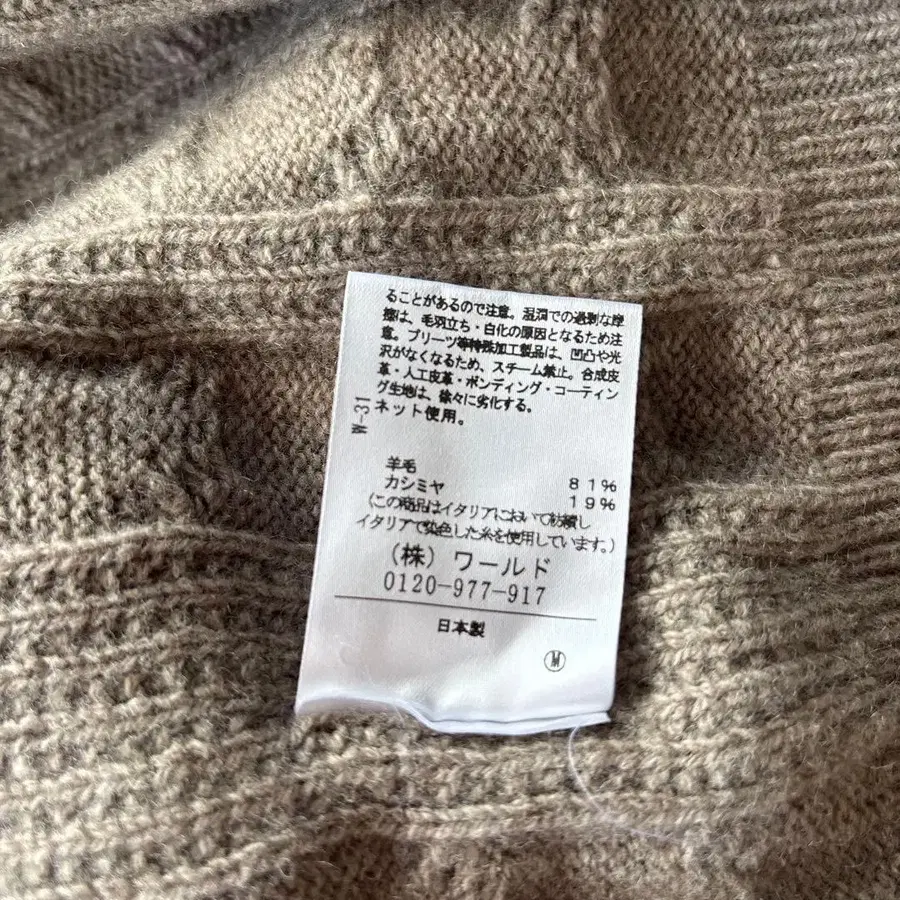 ることがあるので注意。湿潤での過剰な摩
擦は、毛羽立ち・白化の原因となるため注
意。プリーツ等特殊加工製品は、凹凸や光
沢がなくなるため、スチーム禁止。合成皮
革・人工皮革・ボンディング・コーティン
グ生地は、徐々に劣化する。
ネット使用。
W-31
羊毛 81%
カシミヤ 19%
(この商品はイタリアにおいて紡績し
イタリアで染色した糸を使用しています。)
(株)ワールド
0120-977-917
日本製
M